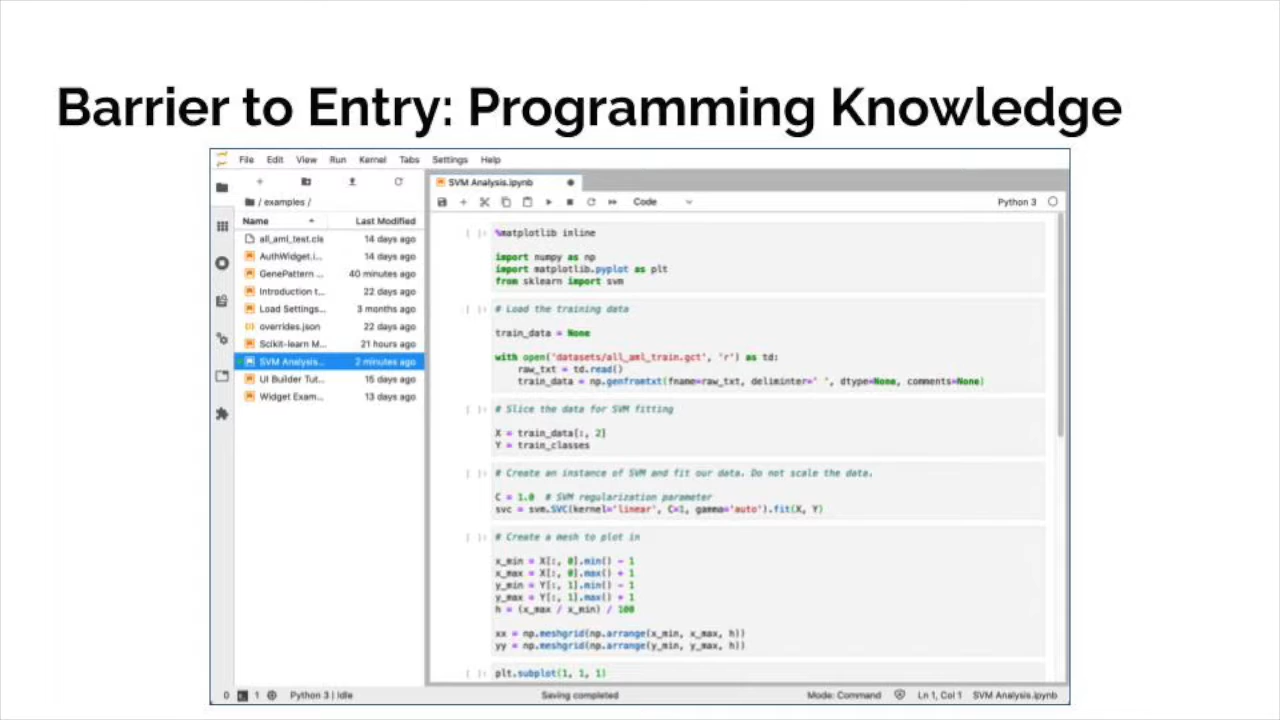 Barrier to Entry: Programming Knowledge
File Edit View Run Kernel Tabs Settings Help
SVM Analysis.ipynb
/ examples /
Code
Python 3
Name Last Modified
all_aml_test.cls 14 days ago
AuthWidget.i... 14 days ago
GenePattern ... 40 minutes ago
Introduction t... 22 days ago
Load Settings... 3 months ago
overrides.json 22 days ago
Scikit-learn M... 21 hours ago
SVM Analysis... 2 minutes ago
UI Builder Tut... 15 days ago
Widget Exam... 13 days ago
[ ]: %matplotlib inline
import numpy as np
import matplotlib.pyplot as plt
from sklearn import svm
[ ]: # Load the training data
train_data = None
with open('datasets/all_aml_train.gct', 'r') as td:
raw_txt = td.read()
train_data = np.genfromtxt(fname=raw_txt, deliminter=' ', dtype=None, comments=None)
[ ]: # Slice the data for SVM fitting
X = train_data[:, 2]
Y = train_classes
[ ]: # Create an instance of SVM and fit our data. Do not scale the data.
C = 1.0 # SVM regularization parameter
svc = svm.SVC(kernel='linear', C=1, gamma='auto').fit(X, Y)
[ ]: # Create a mesh to plot in
x_min = X[:, 0].min() - 1
x_max = X[:, 0].max() + 1
y_min = Y[:, 1].min() - 1
y_max = Y[:, 1].max() + 1
h = (x_max / x_min) / 100
xx = np.meshgrid(np.arrange(x_min, x_max, h))
yy = np.meshgrid(np.arrange(y_min, y_max, h))
[ ]: plt.subplot(1, 1, 1)
0 1 Python 3 | Idle Saving completed Mode: Command Ln 1, Col 1 SVM Analysis.ipynb